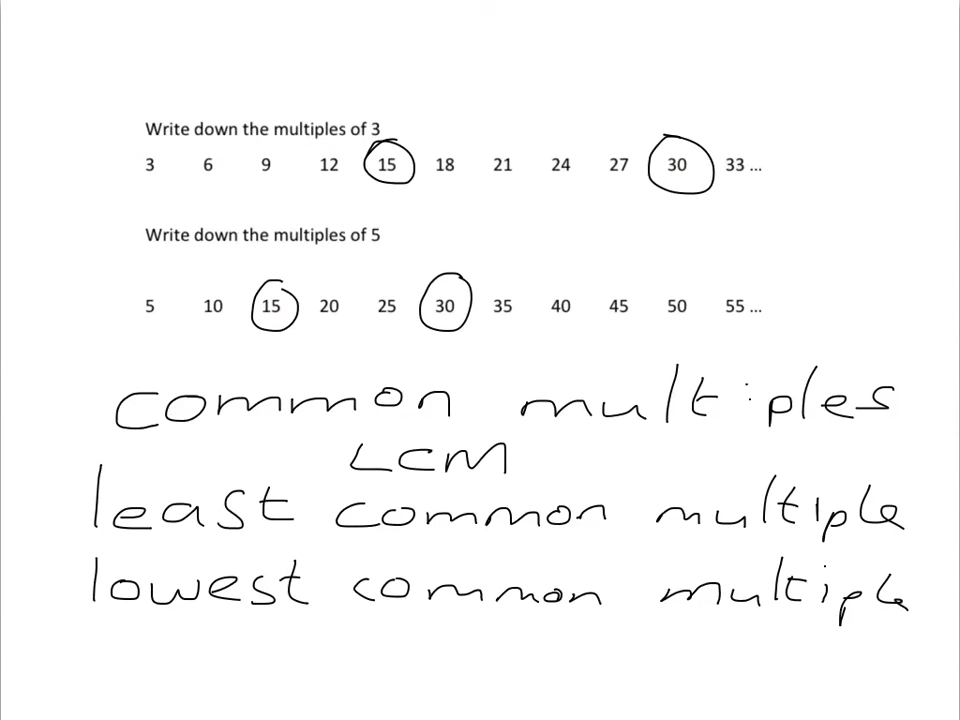 Write down the multiples of 3
3 6 9 12 15 18 21 24 27 30 33 ...
Write down the multiples of 5
5 10 15 20 25 30 35 40 45 50 55 ...
common multiples
LCM
least common multiple
lowest common multiple